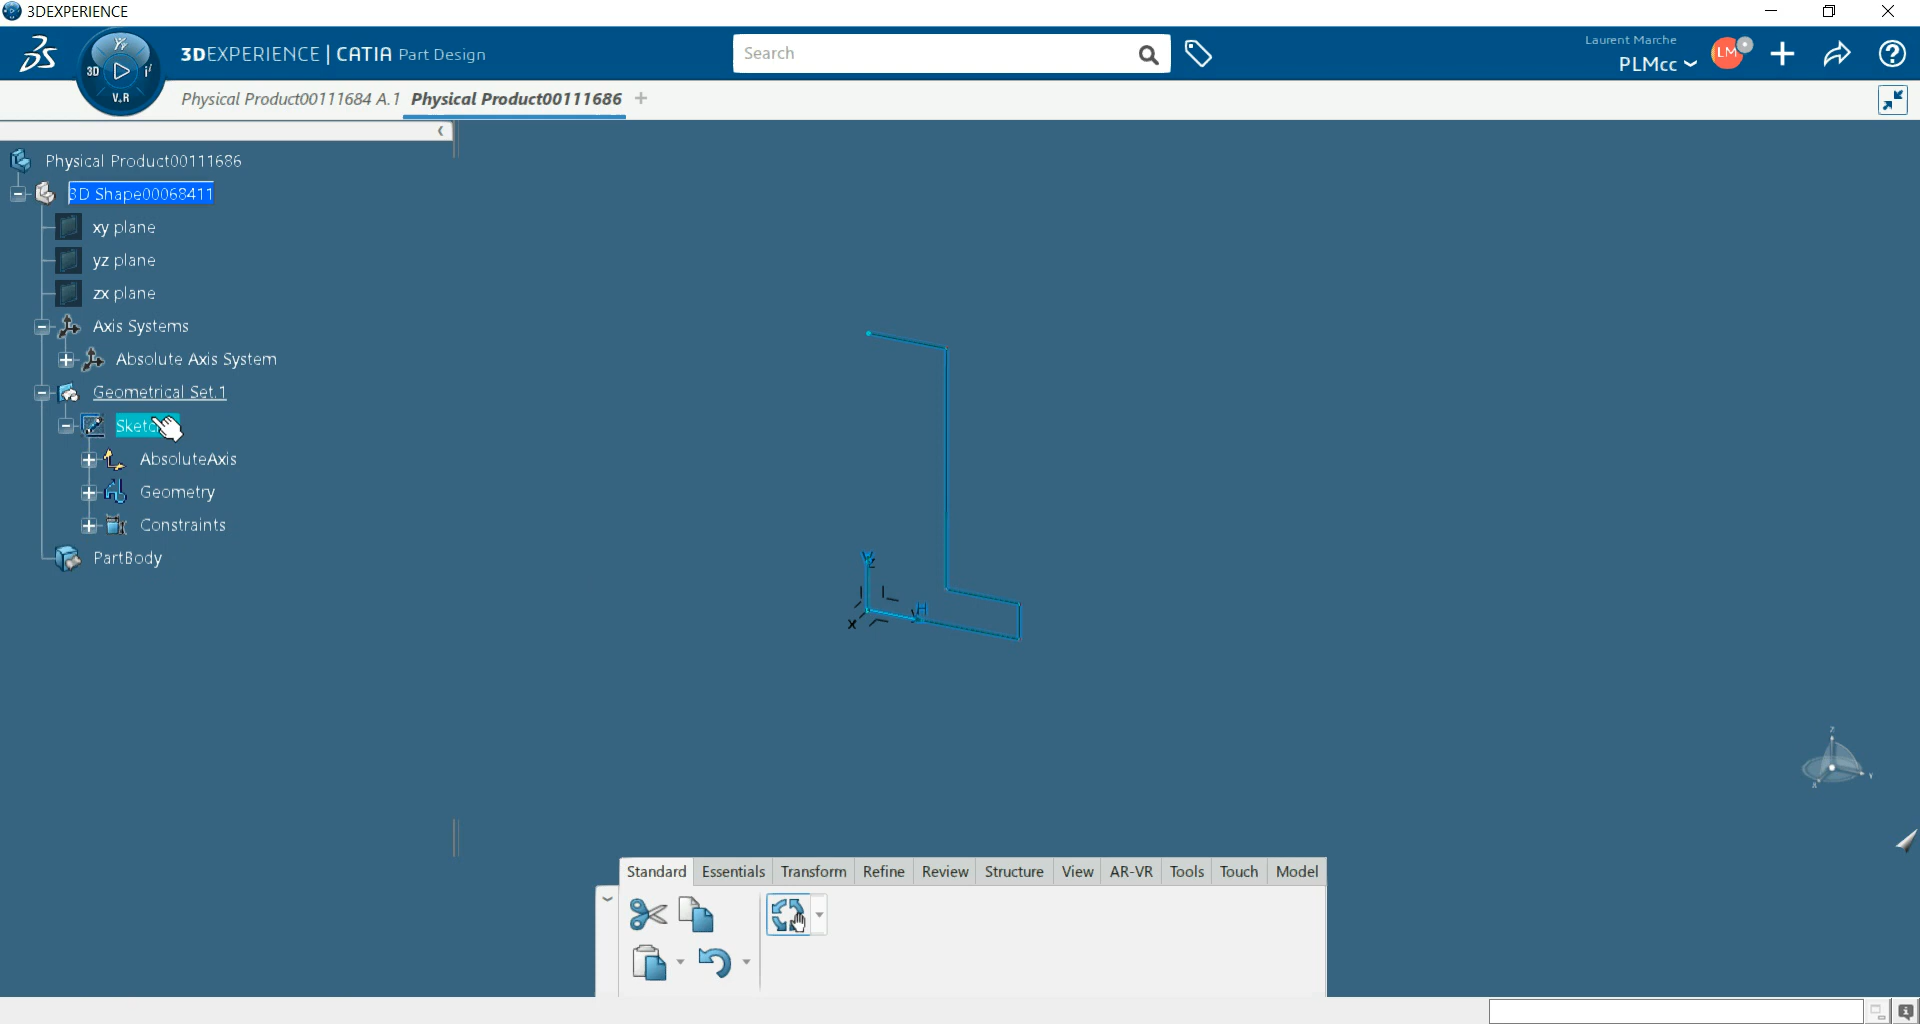 3DEXPERIENCE
3D
V.R
3DEXPERIENCE | CATIA Part Design
Search
Laurent Marche
PLMcc
LM
Physical Product00111684 A.1
Physical Product00111686
+
Physical Product00111686
3D Shape00068411
xy plane
yz plane
zx plane
Axis Systems
Absolute Axis System
Geometrical Set.1
AbsoluteAxis
Geometry
Constraints
PartBody
H
x
z
x
y
Standard
Essentials
Transform
Refine
Review
Structure
View
AR-VR
Tools
Touch
Model